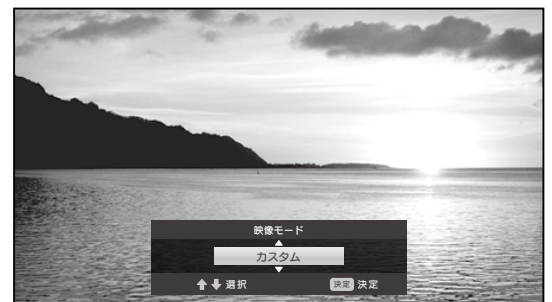 映像モード
カスタム
選択 決定 決定